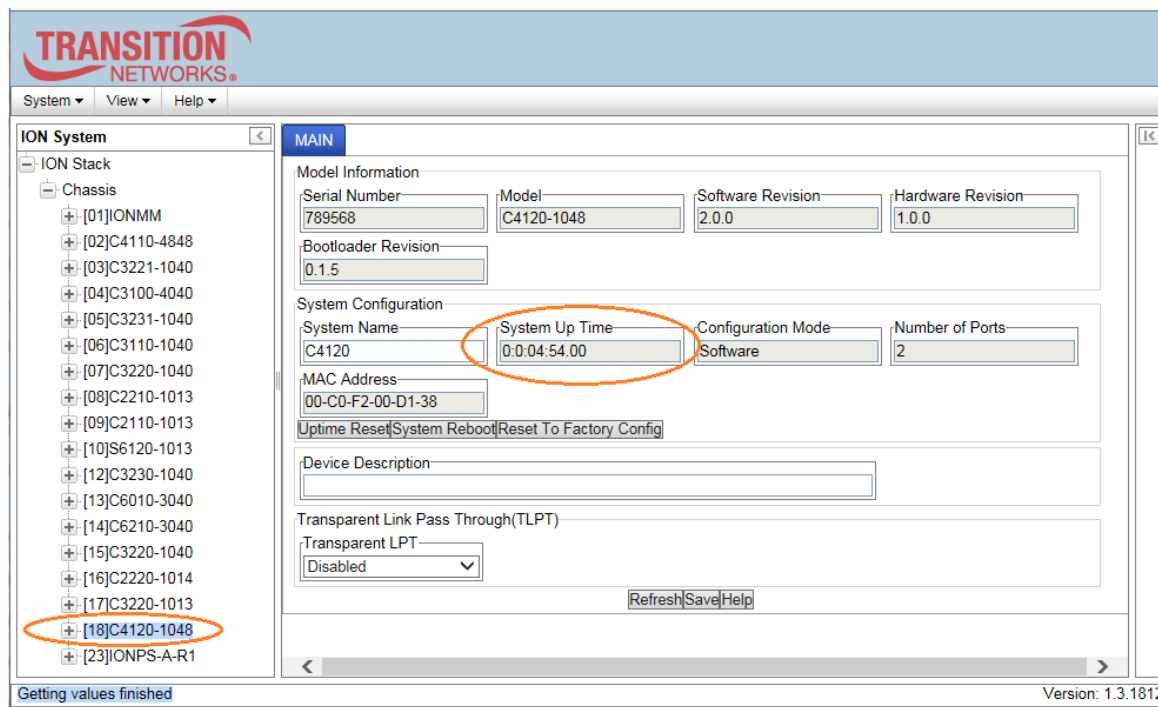 TRANSITION
NETWORKS®
System View Help
ION System
ION Stack
Chassis
[01]IONMM
[02]C4110-4848
[03]C3221-1040
[04]C3100-4040
[05]C3231-1040
[06]C3110-1040
[07]C3220-1040
[08]C2210-1013
[09]C2110-1013
[10]S6120-1013
[12]C3230-1040
[13]C6010-3040
[14]C6210-3040
[15]C3220-1040
[16]C2220-1014
[17]C3220-1013
[18]C4120-1048
[23]IONPS-A-R1
MAIN
Model Information
Serial Number Model Software Revision Hardware Revision
789568 C4120-1048 2.0.0 1.0.0
Bootloader Revision
0.1.5
System Configuration
System Name System Up Time Configuration Mode Number of Ports
C4120 0:0:04:54.00 Software 2
MAC Address
00-C0-F2-00-D1-38
Uptime Reset System Reboot Reset To Factory Config
Device Description
Transparent Link Pass Through(TLPT)
Transparent LPT
Disabled
Refresh Save Help
Getting values finished Version: 1.3.1812